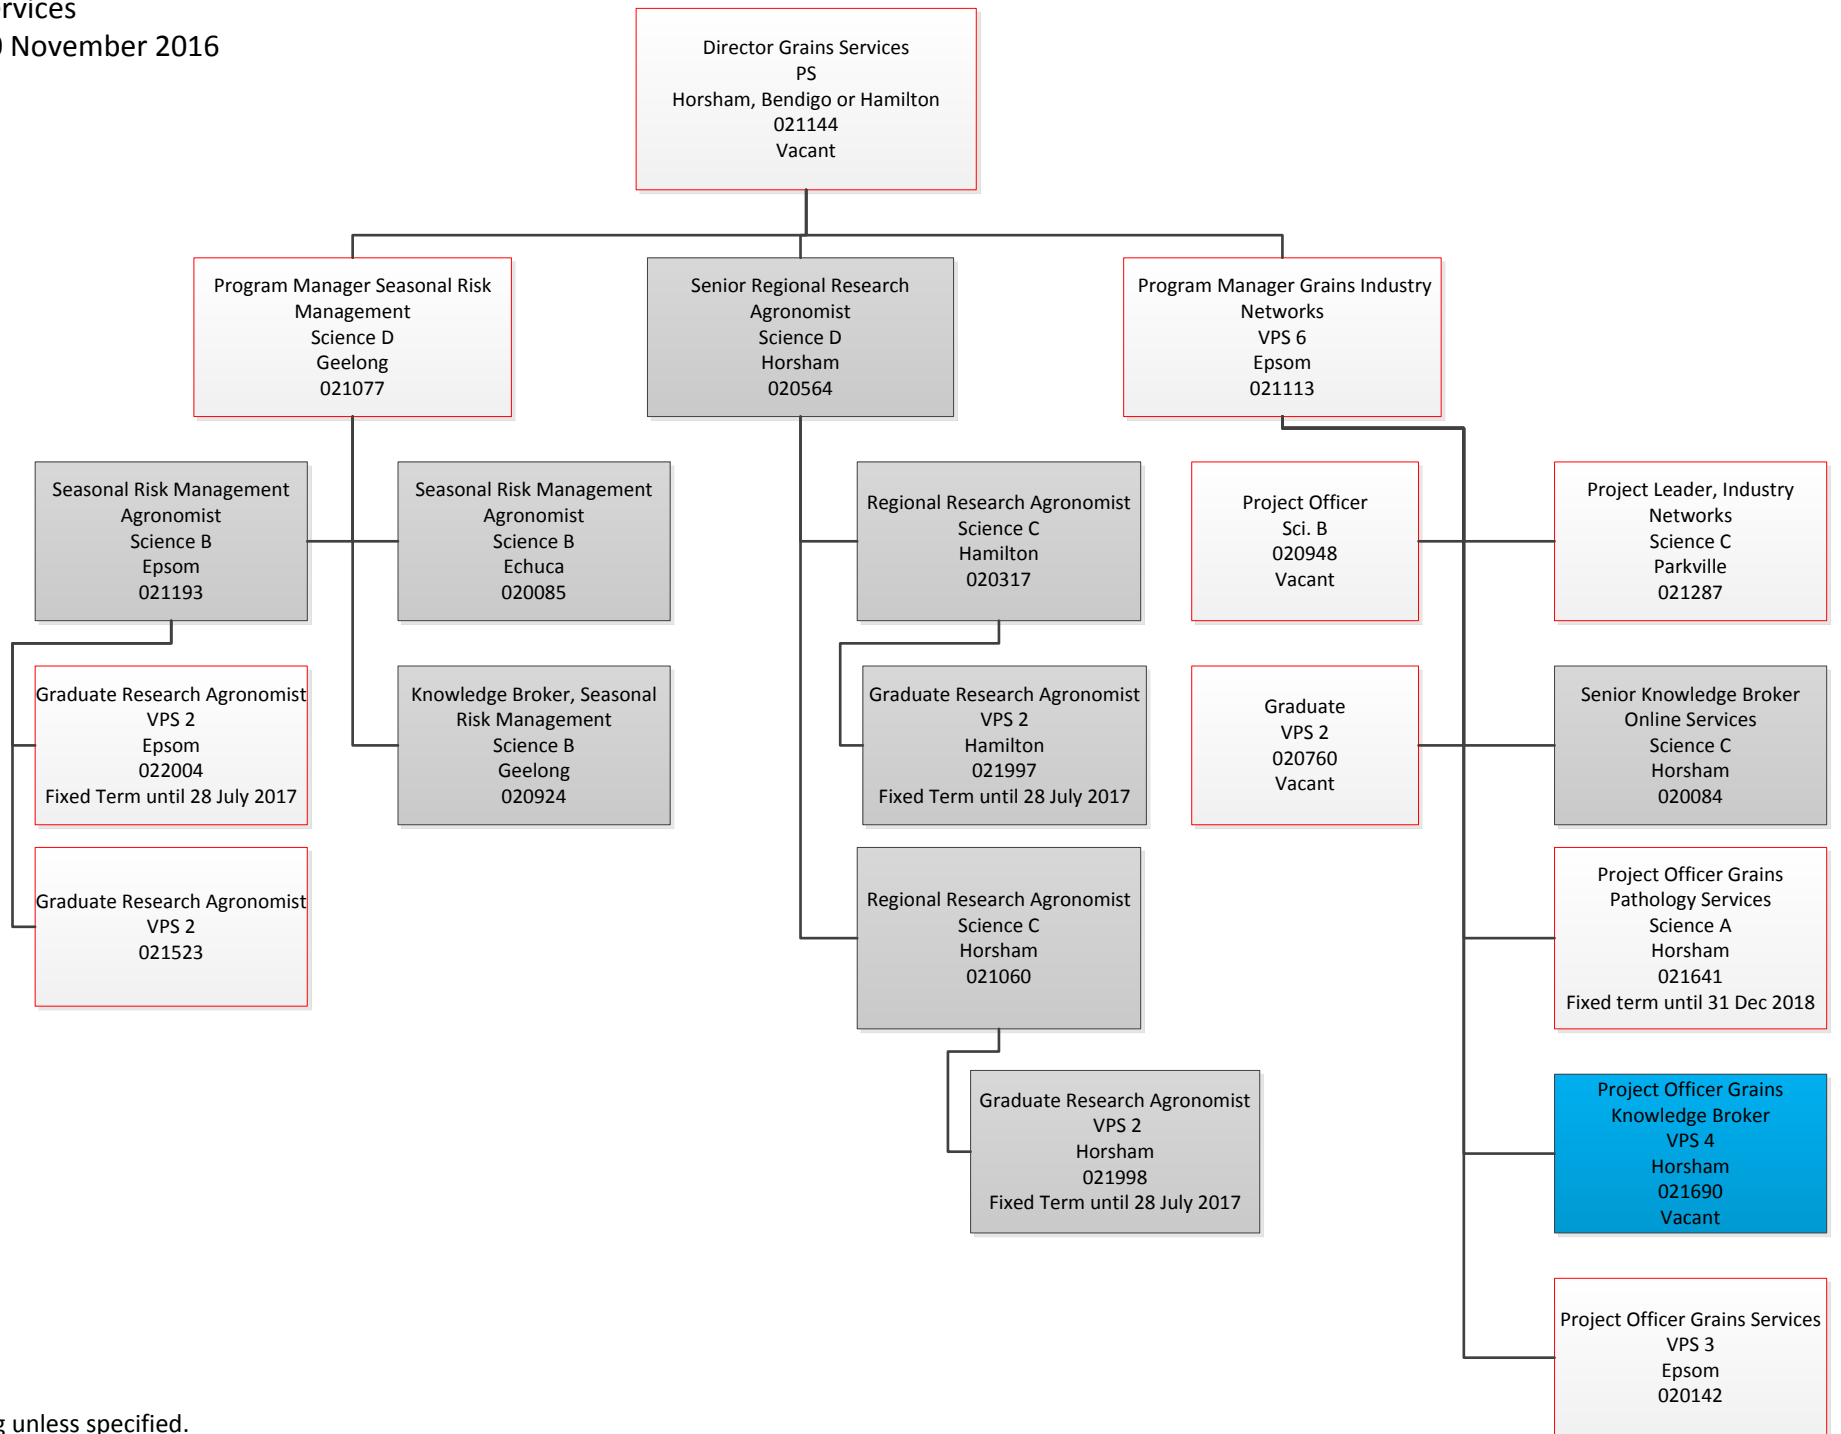 November 2016
Director Grains Services
PS
Horsham, Bendigo or Hamilton
021144
Vacant
Program Manager Seasonal Risk
Management
Science D
Geelong
021077
Senior Regional Research
Agronomist
Science D
Horsham
020564
Program Manager Grains Industry
Networks
VPS 6
Epsom
021113
Seasonal Risk Management
Agronomist
Science B
Epsom
021193
Seasonal Risk Management
Agronomist
Science B
Echuca
020085
Regional Research Agronomist
Science C
Hamilton
020317
Project Officer
Sci. B
020948
Vacant
Project Leader, Industry
Networks
Science C
Parkville
021287
Graduate Research Agronomist
VPS 2
Epsom
022004
Fixed Term until 28 July 2017
Knowledge Broker, Seasonal
Risk Management
Science B
Geelong
020924
Graduate Research Agronomist
VPS 2
Hamilton
021997
Fixed Term until 28 July 2017
Graduate
VPS 2
020760
Vacant
Senior Knowledge Broker
Online Services
Science C
Horsham
020084
Graduate Research Agronomist
VPS 2
021523
Regional Research Agronomist
Science C
Horsham
021060
Project Officer Grains
Pathology Services
Science A
Horsham
021641
Fixed term until 31 Dec 2018
Graduate Research Agronomist
VPS 2
Horsham
021998
Fixed Term until 28 July 2017
Project Officer Grains
Knowledge Broker
VPS 4
Horsham
021690
Vacant
Project Officer Grains Services
VPS 3
Epsom
020142
unless specified.